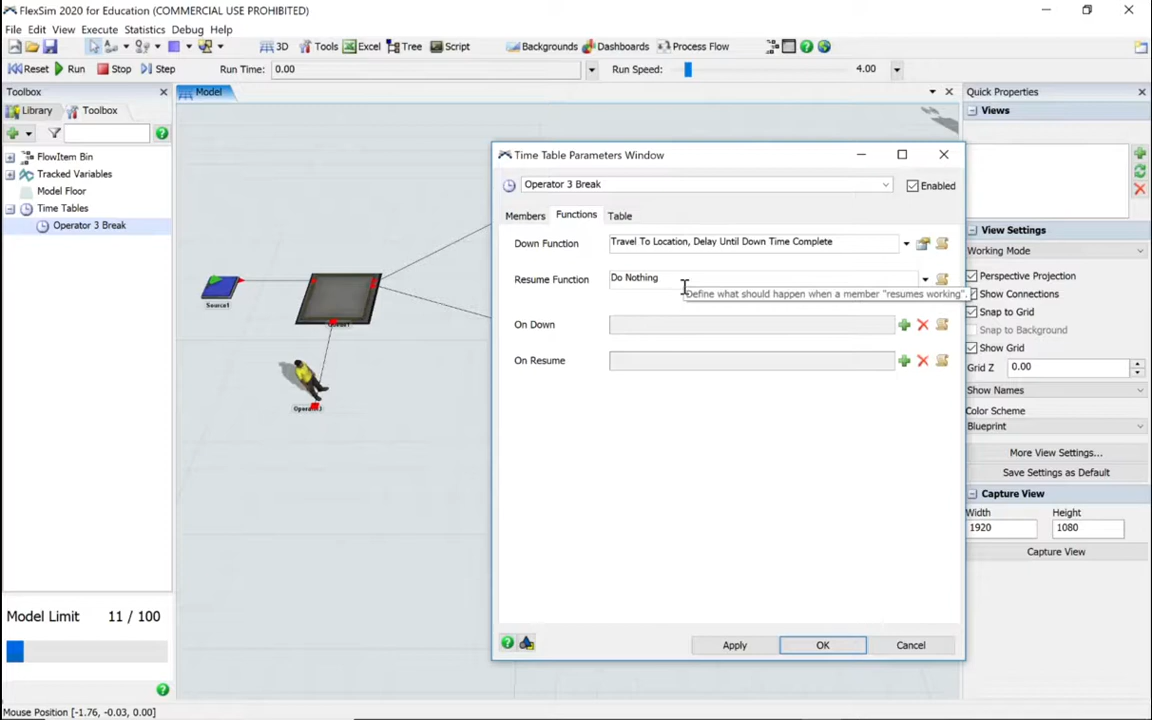 FlexSim 2020 for Education (COMMERCIAL USE PROHIBITED)
File Edit View Execute Statistics Debug Help
3D Tools Excel Tree Script Backgrounds Dashboards Process Flow
Reset Run Stop Step Run Time: 0.00 Run Speed: 4.00
Toolbox
Library Toolbox
FlowItem Bin
Tracked Variables
Model Floor
Time Tables
Operator 3 Break
Model Limit 11 / 100
Mouse Position [-1.76, -0.03, 0.00]
Model
Source1
Time Table Parameters Window
Operator 3 Break Enabled
Members Functions Table
Down Function Travel To Location, Delay Until Down Time Complete
Resume Function Do Nothing
Define what should happen when a member "resumes working".
On Down
On Resume
Apply OK Cancel
Quick Properties
Views
View Settings
Working Mode
Perspective Projection
Show Connections
Snap to Grid
Snap to Background
Show Grid
Grid Z 0.00
Show Names
Color Scheme
Blueprint
More View Settings...
Save Settings as Default
Capture View
Width Height
1920 1080
Capture View